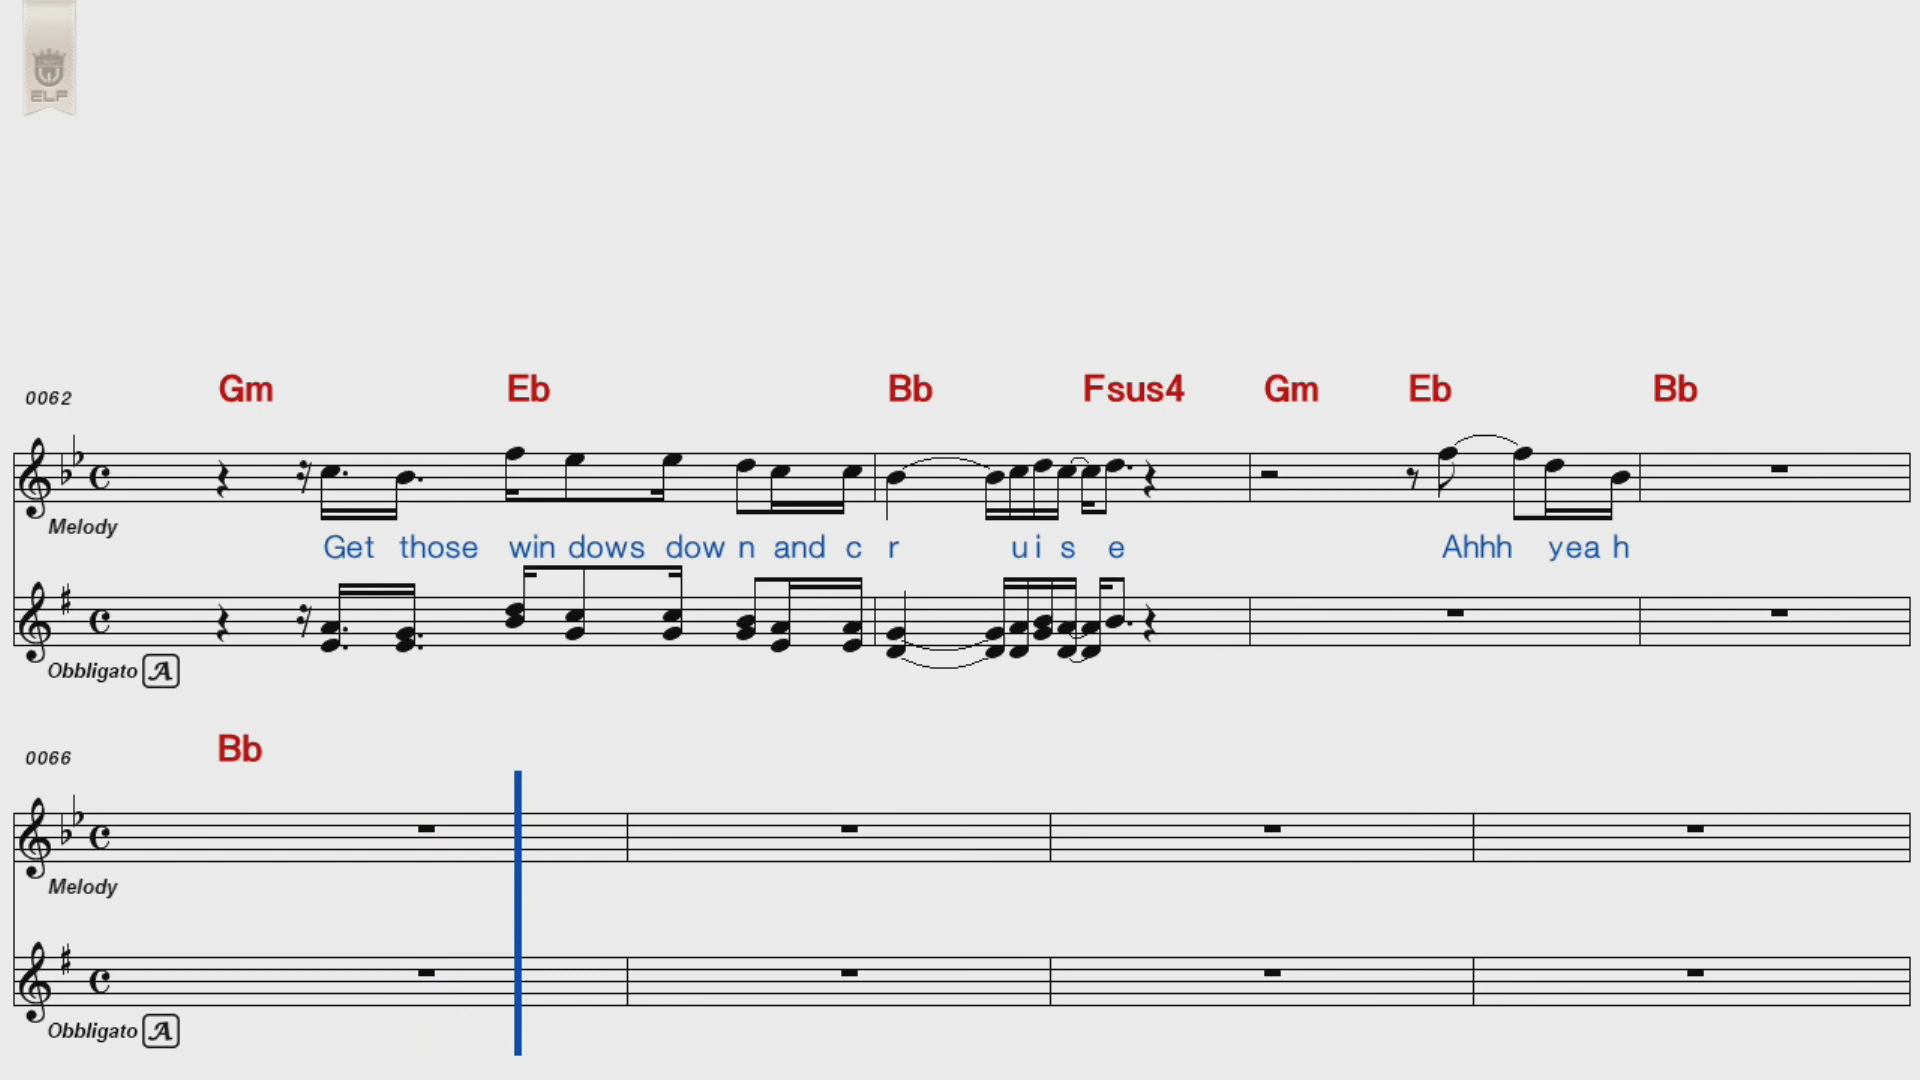 ELF
0062 Gm Eb Bb Fsus4 Gm Eb Bb
Melody
Get those win dows dow n and c r u i s e Ahhh yea h
Obbligato A
0066 Bb
Melody
Obbligato A